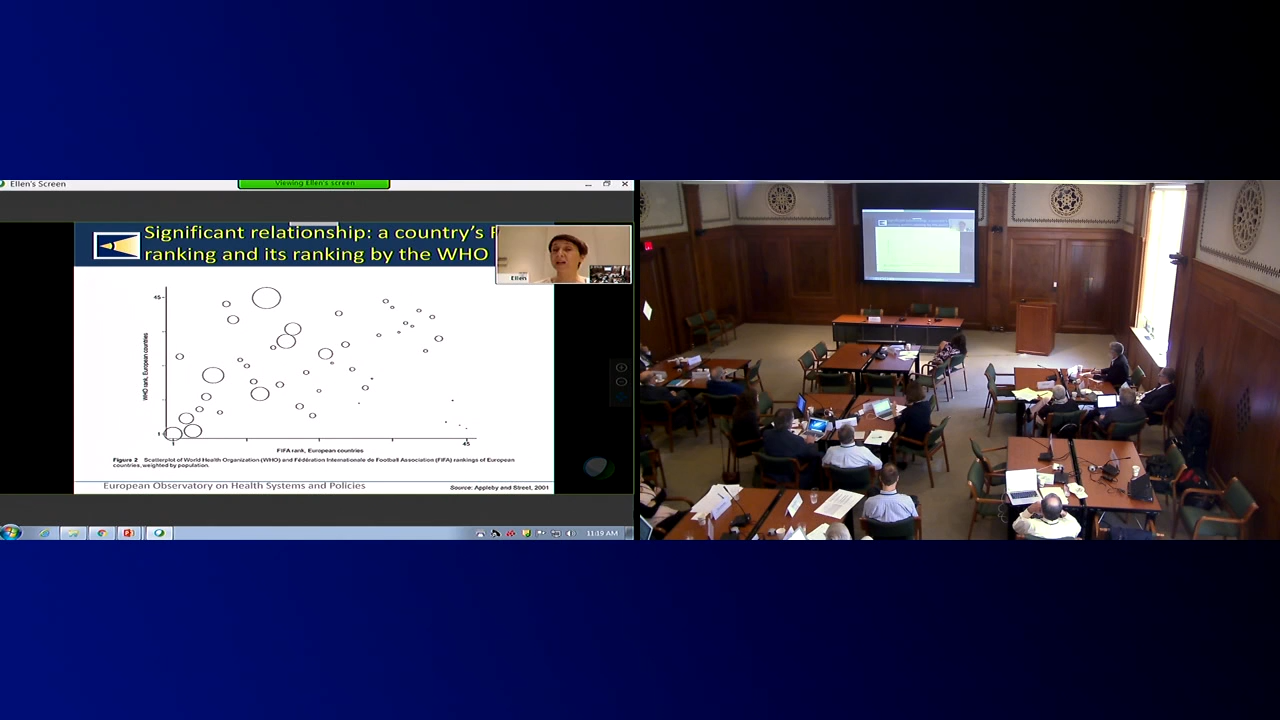 Ellen's Screen
Viewing Ellen's screen
Significant relationship: a country's F
ranking and its ranking by the WHO
Ellen
45
WHO rank, European countries
1
1
45
FIFA rank, European countries
Figure 2 Scatterplot of World Health Organization (WHO) and Fédération Internationale de Football Association (FIFA) rankings of European
countries, weighted by population.
European Observatory on Health Systems and Policies
Source: Appleby and Street, 2001
11:19 AM